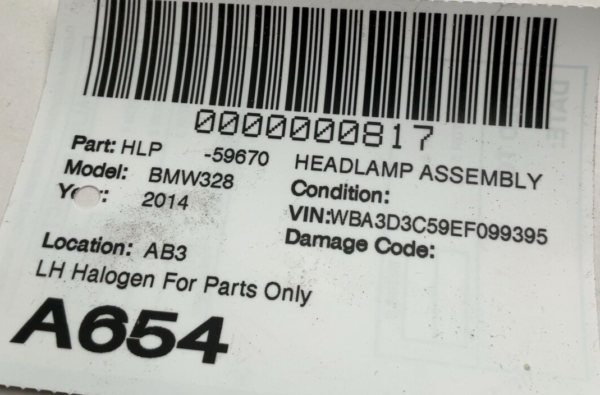 0000000817
Part: HLP -59670 HEADLAMP ASSEMBLY
Model: BMW328 Condition:
2014 VIN:WBA3D3C59EF099395
Location: AB3 Damage Code:
LH Halogen For Parts Only
A654